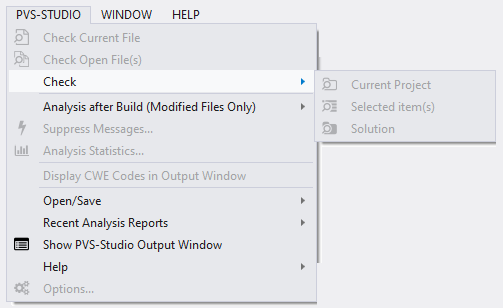 PVS-STUDIO WINDOW HELP
Check Current File
Check Open File(s)
Check
Current Project
Analysis after Build (Modified Files Only)
Selected item(s)
Suppress Messages...
Solution
Analysis Statistics...
Display CWE Codes in Output Window
Open/Save
Recent Analysis Reports
Show PVS-Studio Output Window
Help
Options...